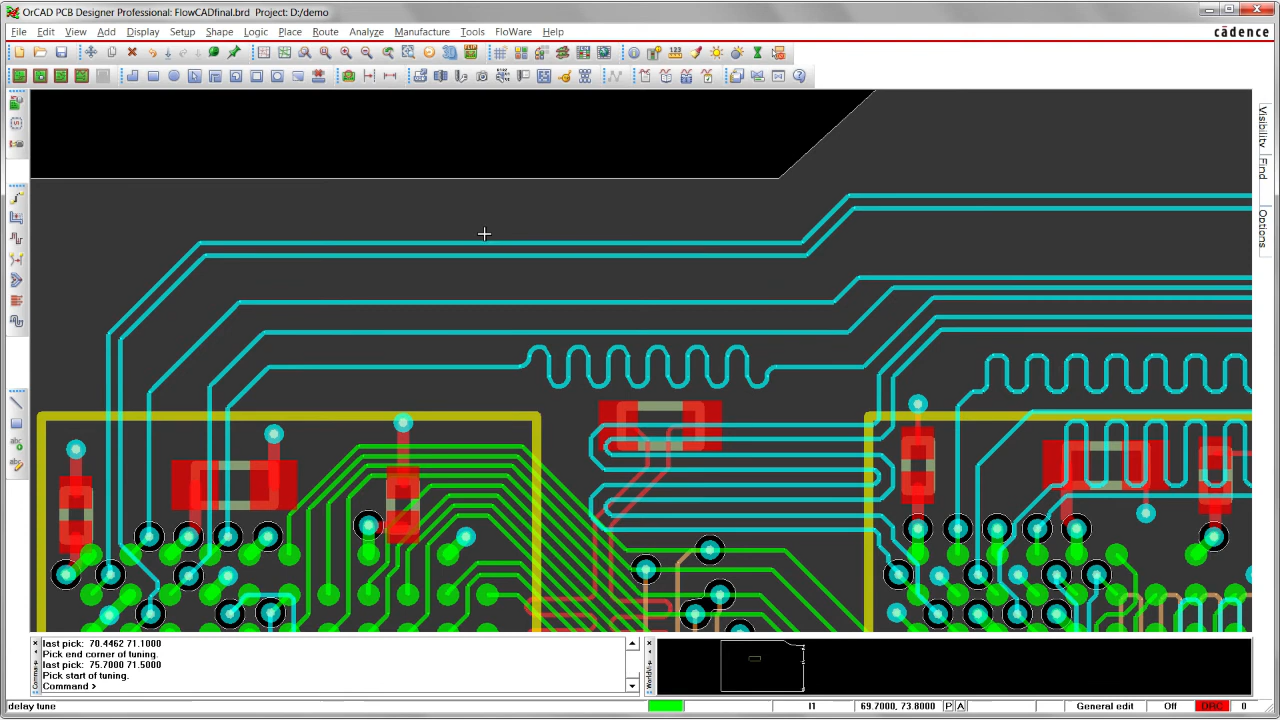 OrCAD PCB Designer Professional: FlowCADfinal.brd Project: D:/demo
File Edit View Add Display Setup Shape Logic Place Route Analyze Manufacture Tools FloWare Help
cādence
Visibility
Find
Options
last pick: 70.4462 71.1000
Pick end corner of tuning.
last pick: 75.7000 71.5000
Pick start of tuning.
Command >
delay tune
I1
69.7000, 73.8000
P A
General edit
Off
DRC
0